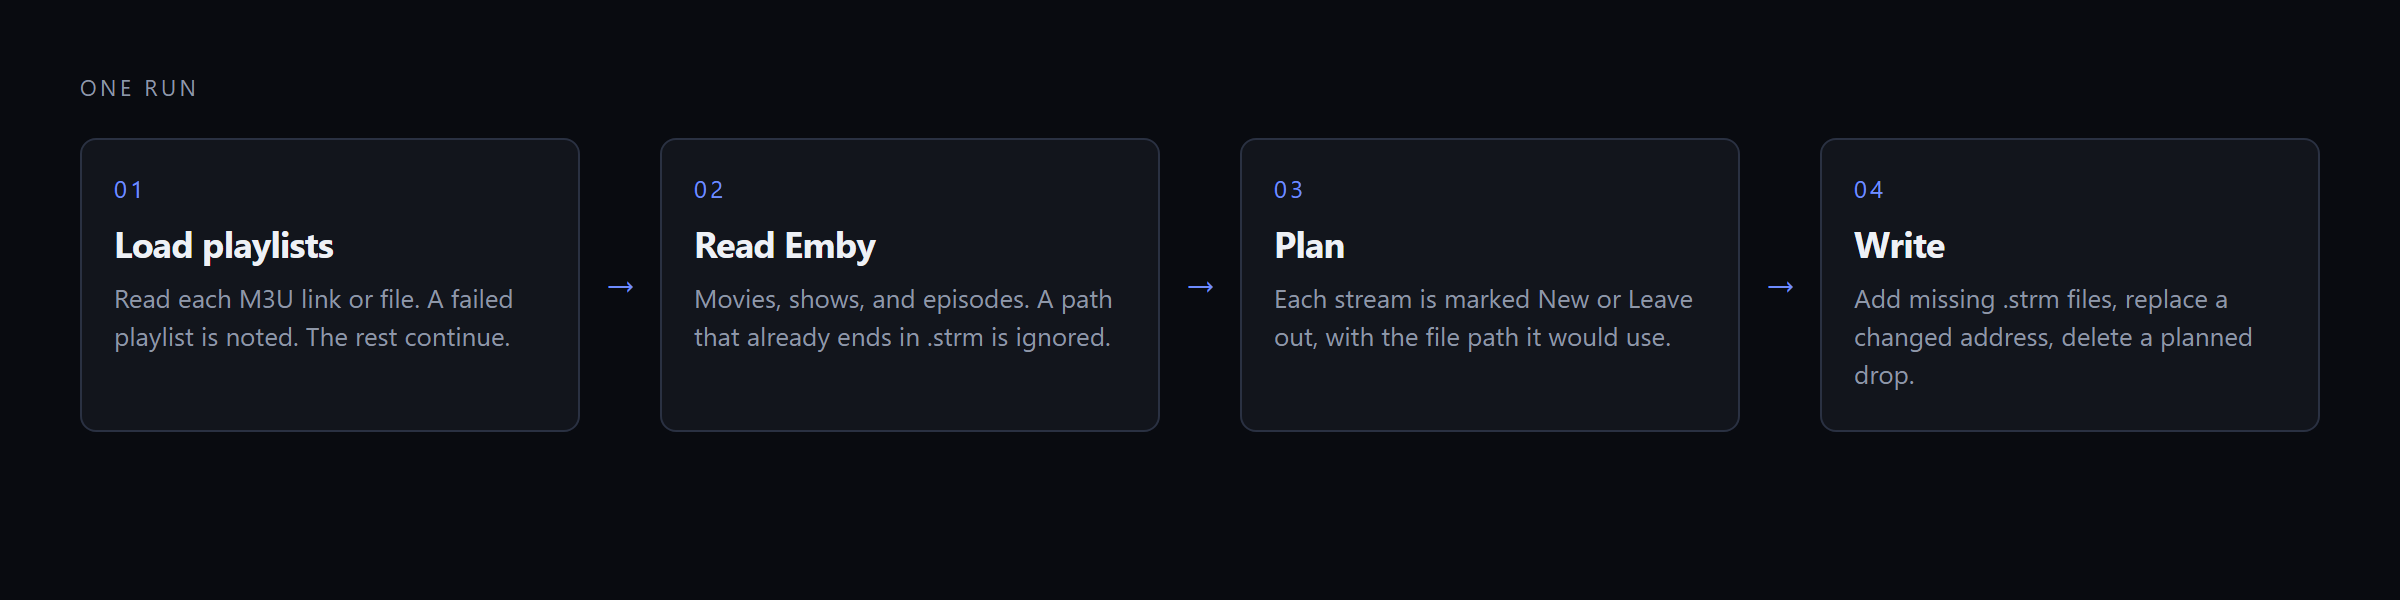 ONE RUN
01
Load playlists
Read each M3U link or file. A failed
playlist is noted. The rest continue.
→
02
Read Emby
Movies, shows, and episodes. A path
that already ends in .strm is ignored.
→
03
Plan
Each stream is marked New or Leave
out, with the file path it would use.
→
04
Write
Add missing .strm files, replace a
changed address, delete a planned
drop.